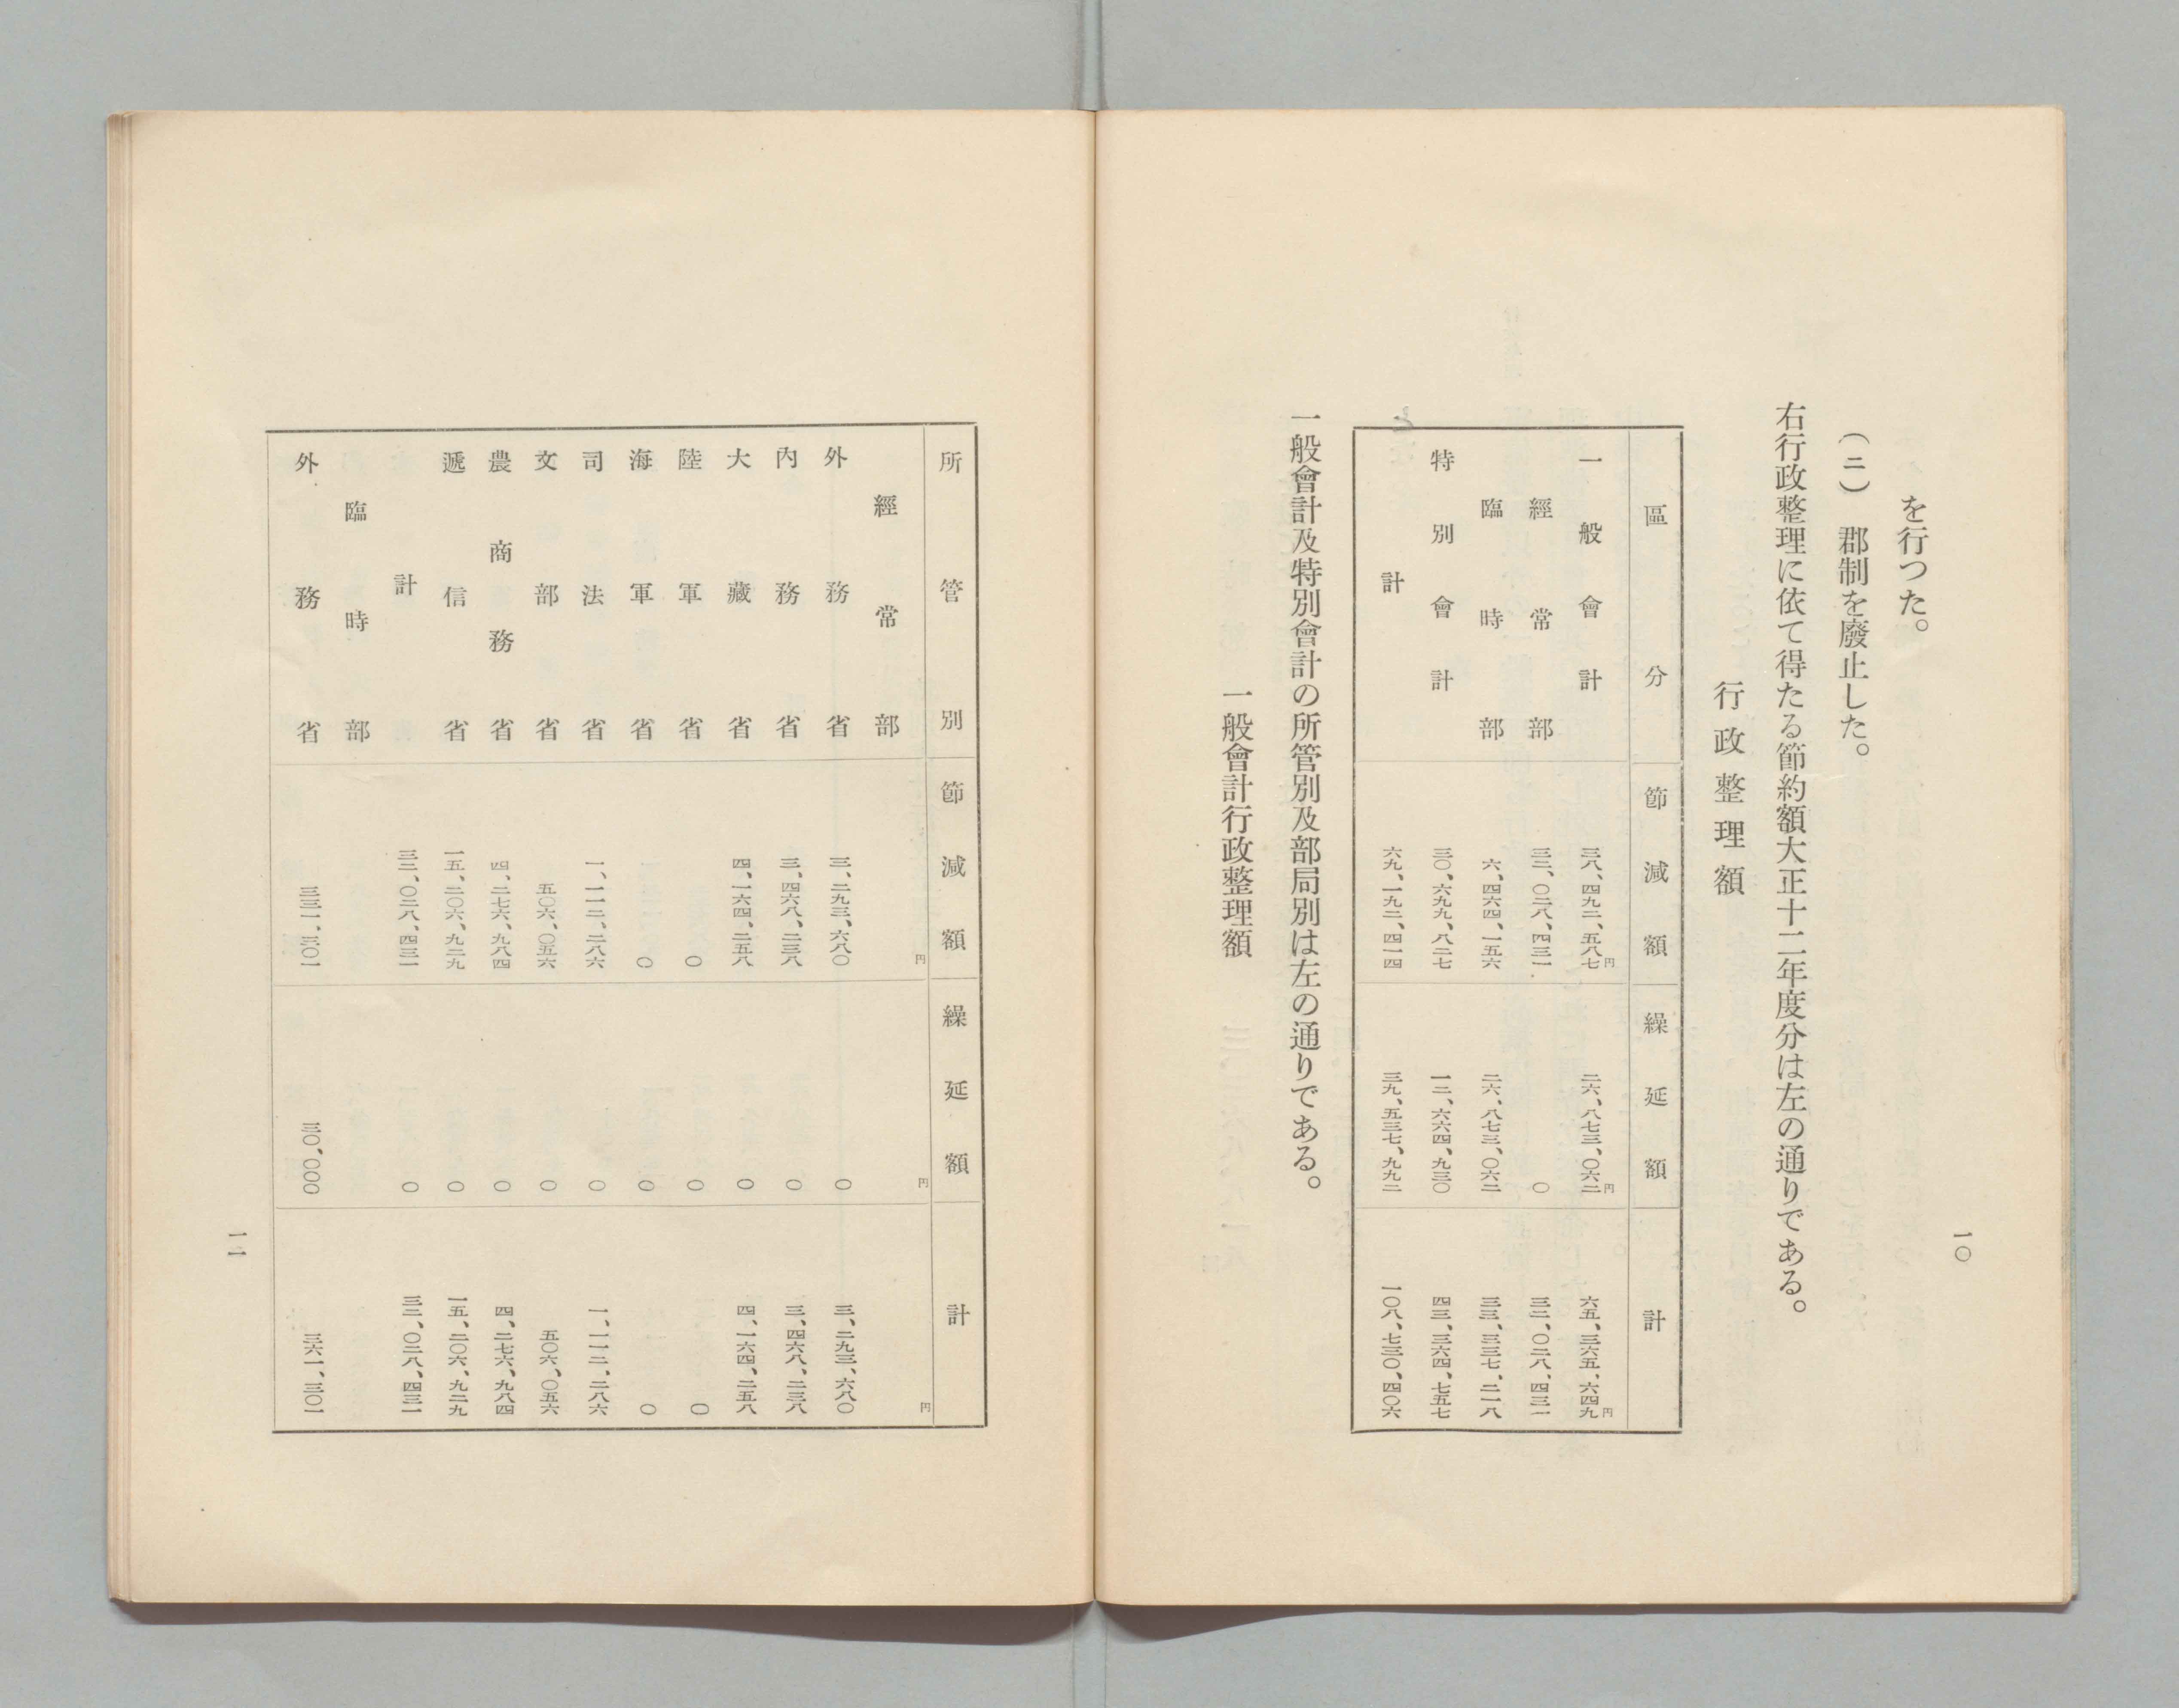 一〇
を行つた。
(ニ) 郡制を廢止した。
右行政整理に依て得たる節約額大正十二年度分は左の通りである。
行政整理額
區分 節減額 繰延額 計
一般會計 三八、四九二、五八七円 二六、八七三、〇六二円 六五、三六五、六四九円
經常部 三二、〇二八、四三一 〇 三二、〇二八、四三一
臨時部 六、四六四、一五六 二六、八七三、〇六二 三三、三三七、二一八
特別會計 三〇、六九九、八二七 一二、六六四、九三〇 四三、三六四、七五七
計 六九、一九二、四一四 三九、五三七、九九二 一〇八、七三〇、四〇六
一般會計及特別會計の所管別及部局別は左の通りである。
一般會計行政整理額
所管別 節減額 繰延額 計
經常部 円 円 円
外務省 三、二九三、六八〇 〇 三、二九三、六八〇
内務省 三、四六八、二三八 〇 三、四六八、二三八
大藏省 四、一六四、二五八 〇 四、一六四、二五八
陸軍省 〇 〇 〇
海軍省 〇 〇 〇
司法省 一、一一二、二八六 〇 一、一一二、二八六
文部省 五〇六、〇五六 〇 五〇六、〇五六
農商務省 四、二七六、九八四 〇 四、二七六、九八四
遞信省 一五、二〇六、九二九 〇 一五、二〇六、九二九
計 三二、〇二八、四三一 〇 三二、〇二八、四三一
臨時部
外務省 三三一、三〇一 三〇、〇〇〇 三六一、三〇一
一一